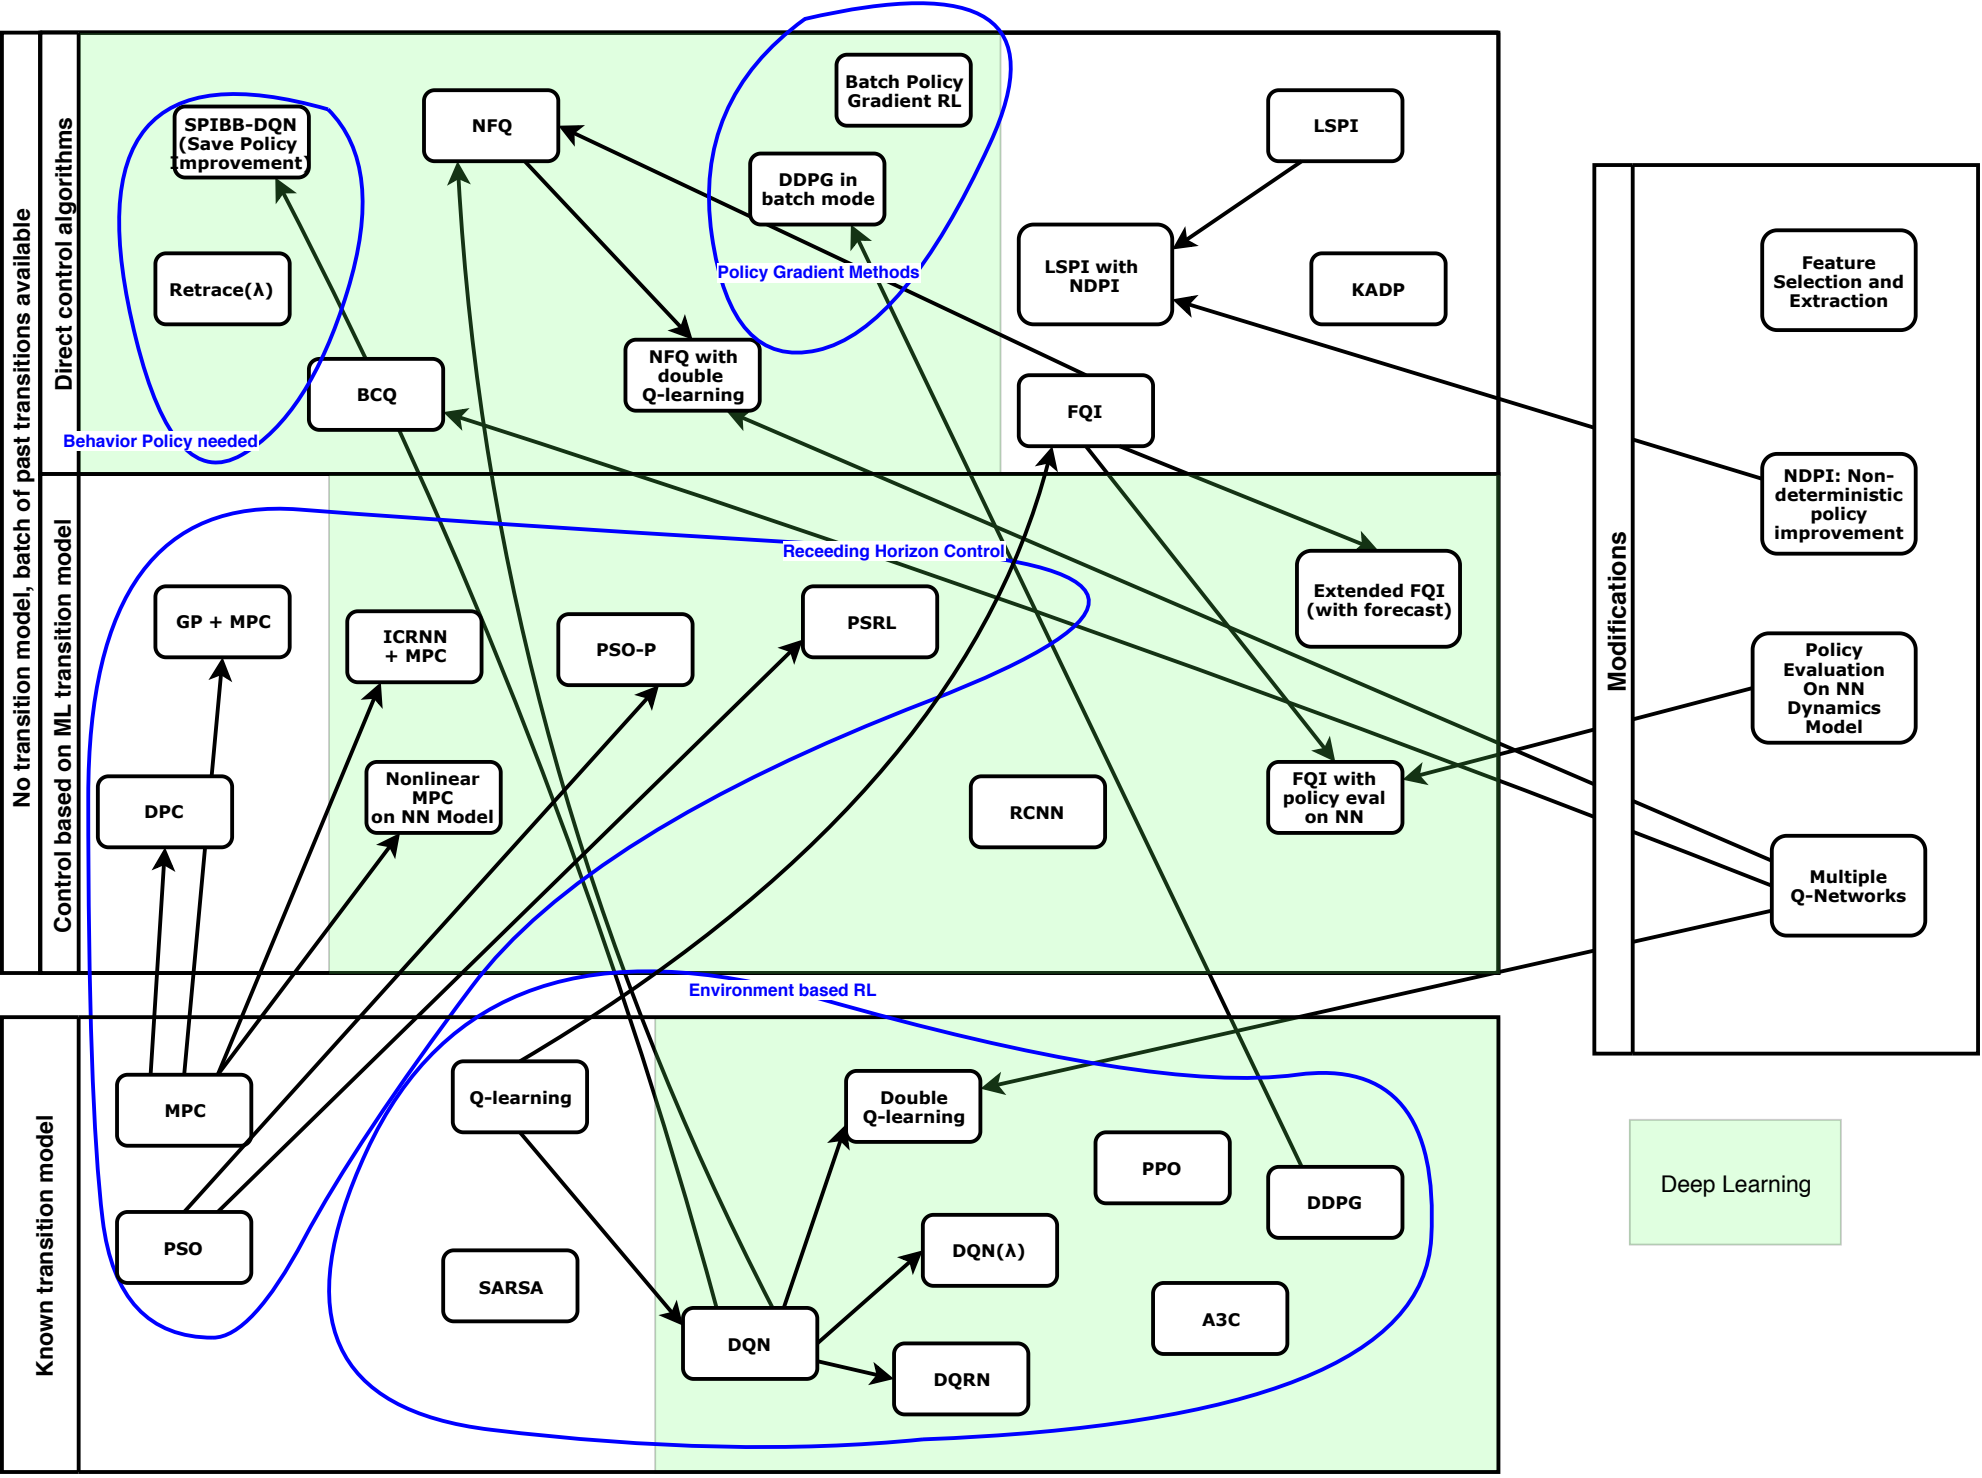 No transition model, batch of past transitions available
Direct control algorithms
SPIBB-DQN
(Save Policy
Improvement)
NFQ
Batch Policy
Gradient RL
DDPG in
batch mode
LSPI
Retrace(λ)
Policy Gradient Methods
LSPI with
NDPI
KADP
BCQ
NFQ with
double
Q-learning
FQI
Behavior Policy needed
Control based on ML transition model
Receeding Horizon Control
GP + MPC
ICRNN
+ MPC
PSO-P
PSRL
Extended FQI
(with forecast)
DPC
Nonlinear
MPC
on NN Model
RCNN
FQI with
policy eval
on NN
Known transition model
Environment based RL
MPC
Q-learning
Double
Q-learning
PPO
DDPG
PSO
SARSA
DQN(λ)
A3C
DQN
DQRN
Modifications
Feature
Selection and
Extraction
NDPI: Non-
deterministic
policy
improvement
Policy
Evaluation
On NN
Dynamics
Model
Multiple
Q-Networks
Deep Learning